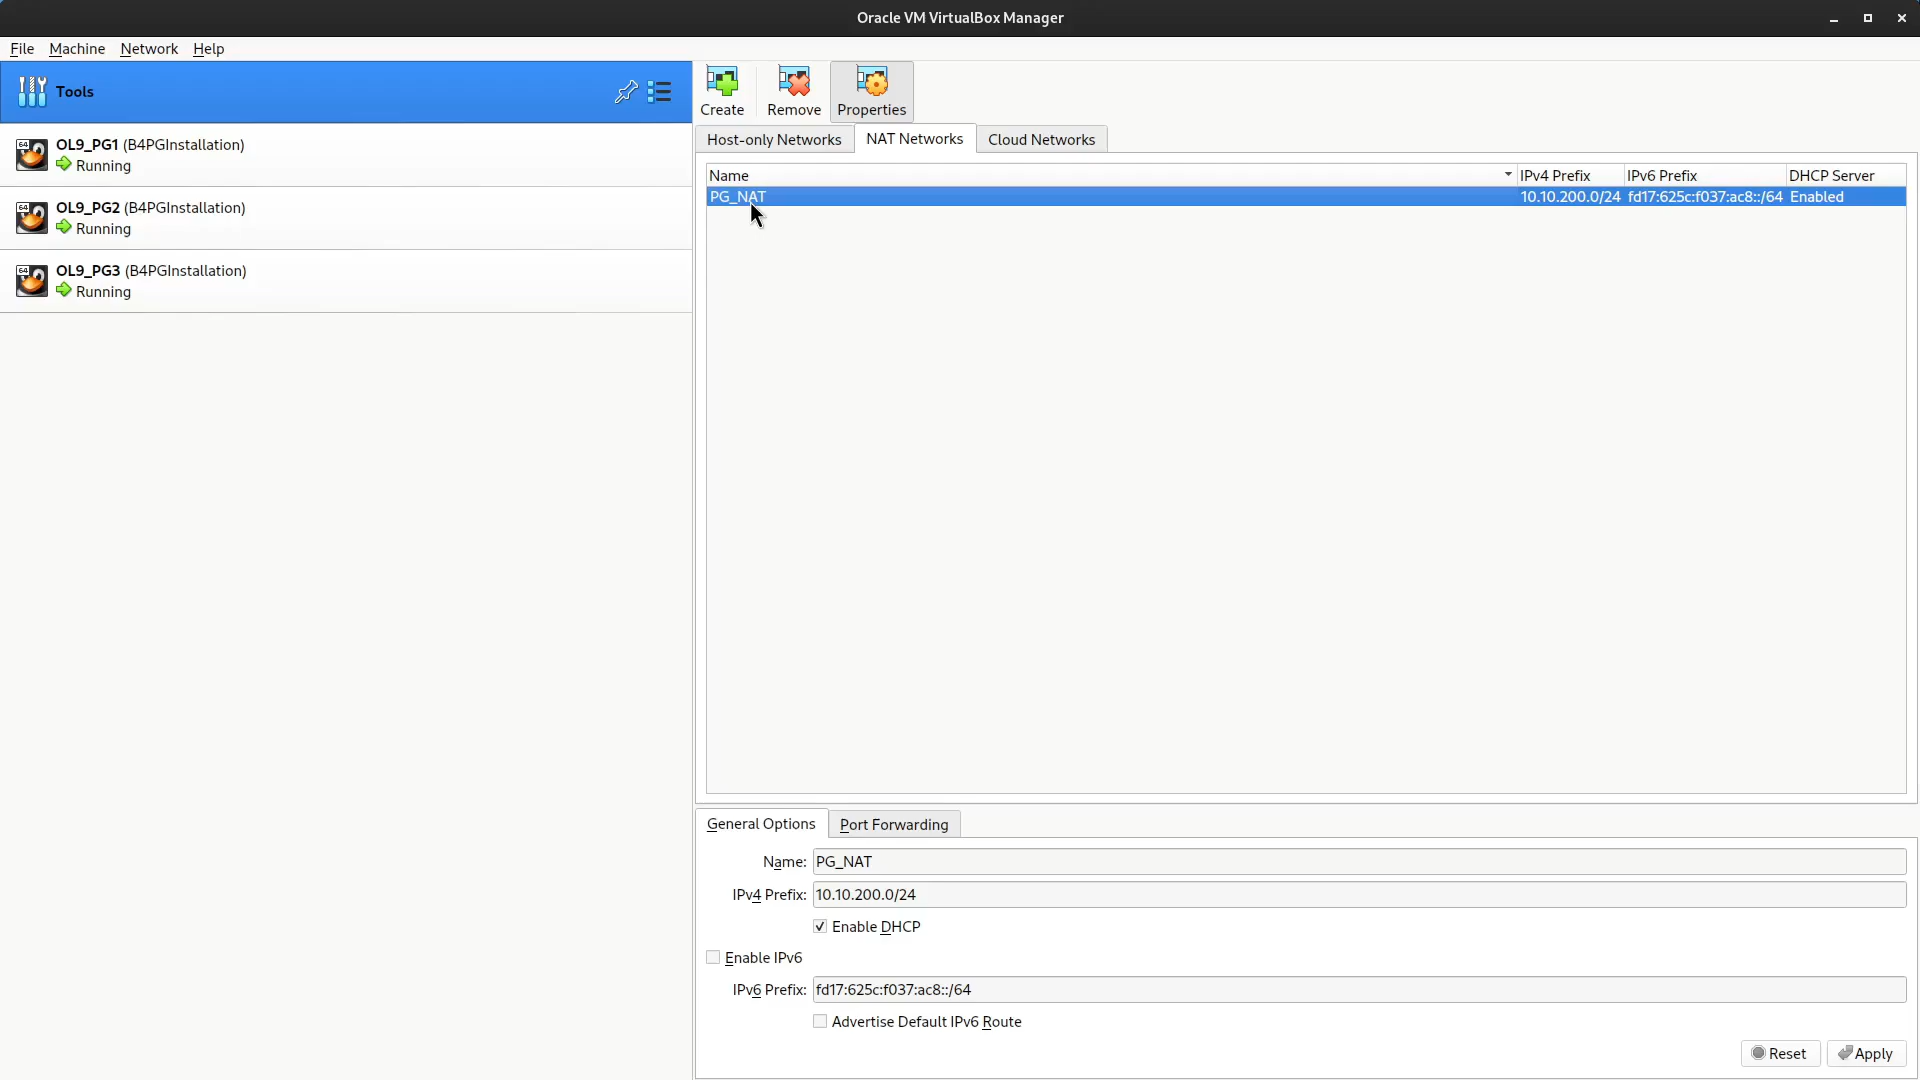 Oracle VM VirtualBox Manager
File Machine Network Help
Tools
64 OL9_PG1 (B4PGInstallation)
Running
64 OL9_PG2 (B4PGInstallation)
Running
64 OL9_PG3 (B4PGInstallation)
Running
Create Remove Properties
Host-only Networks NAT Networks Cloud Networks
Name IPv4 Prefix IPv6 Prefix DHCP Server
PG_NAT 10.10.200.0/24 fd17:625c:f037:ac8::/64 Enabled
General Options Port Forwarding
Name: PG_NAT
IPv4 Prefix: 10.10.200.0/24
Enable DHCP
Enable IPv6
IPv6 Prefix: fd17:625c:f037:ac8::/64
Advertise Default IPv6 Route
Reset Apply